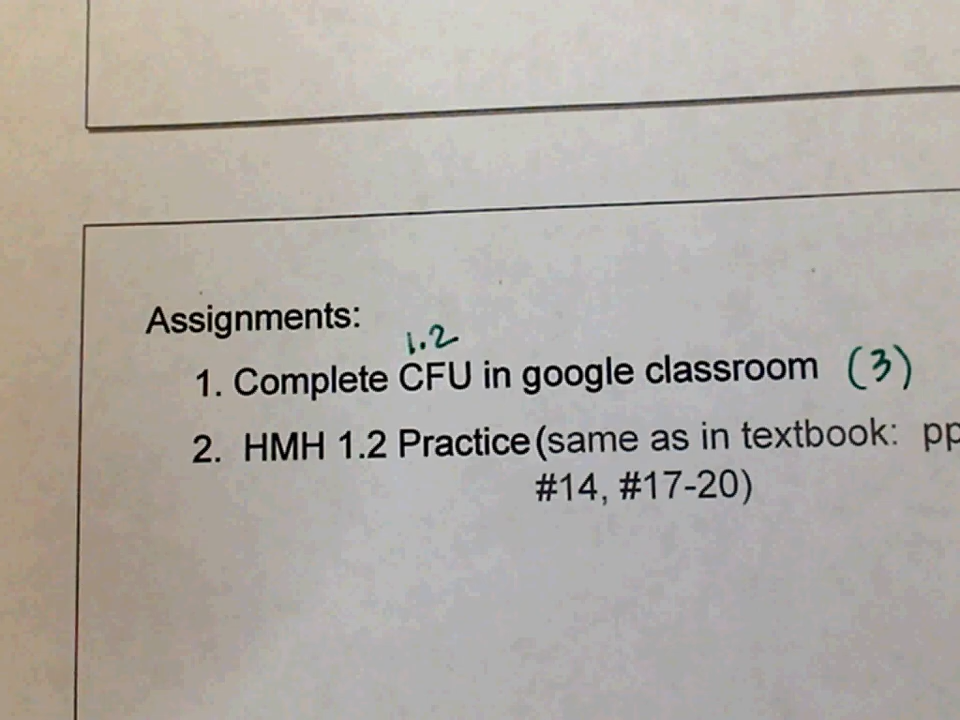 Assignments:
1.2
1. Complete CFU in google classroom (3)
2. HMH 1.2 Practice (same as in textbook: pp
#14, #17-20)